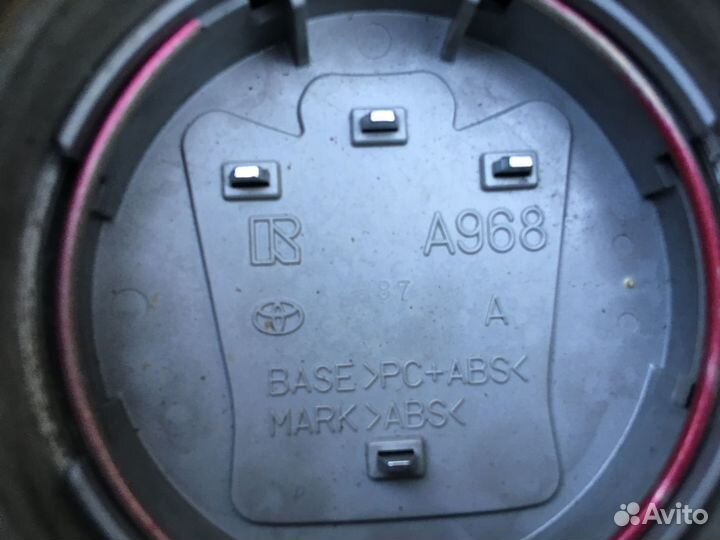 A968
87
A
BASE >PC+ABS<
MARK >ABS<
Avito